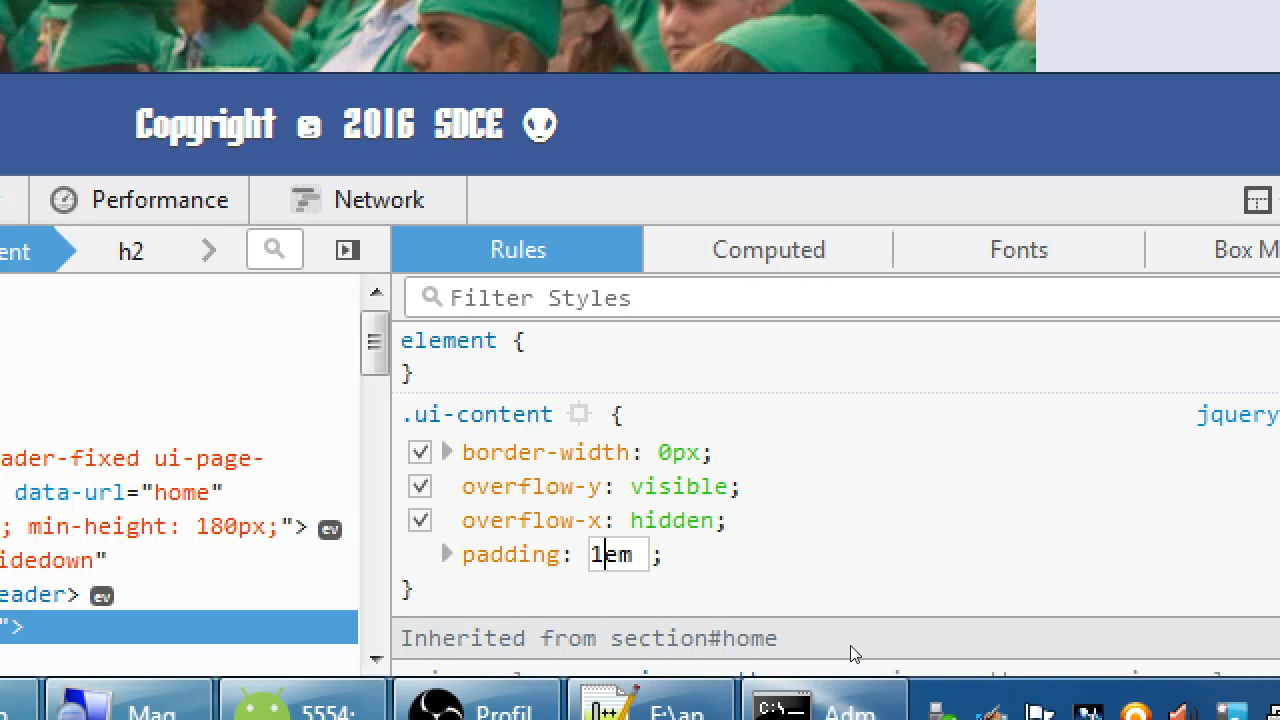 Copyright © 2016 SDCE
Performance
Network
ent
h2
Rules
Computed
Fonts
Box M
Filter Styles
element {
}
.ui-content {
jquery
border-width: 0px;
overflow-y: visible;
overflow-x: hidden;
padding: 1em ;
}
Inherited from section#home
ader-fixed ui-page-
data-url="home"
; min-height: 180px;"> ev
idedown"
eader> ev
">
Mag
5554:
Profil
E:\an
C:\
Adm